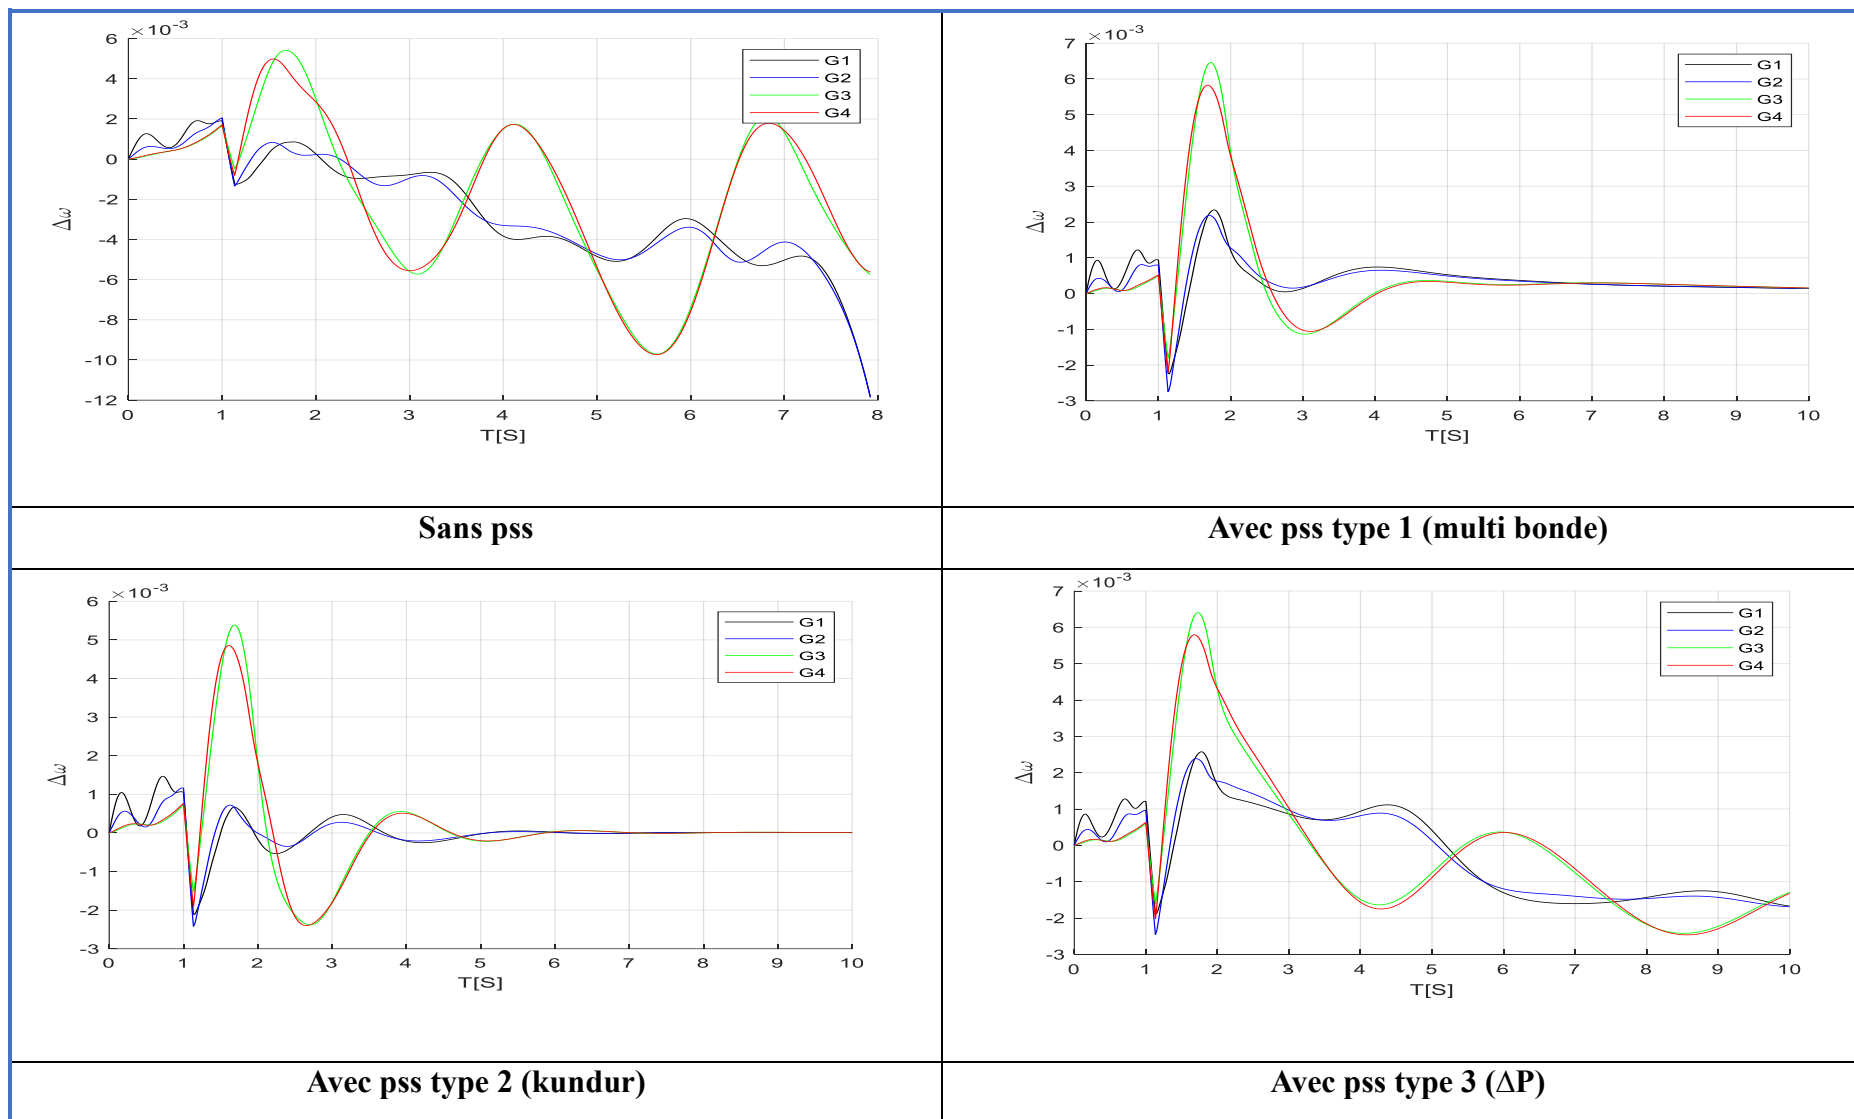 ×10-3
6
4
2
0
-2
-4
-6
-8
-10
-12
0 1 2 3 4 5 6 7 8
Δω
T[S]
G1
G2
G3
G4
×10-3
7
6
5
4
3
2
1
0
-1
-2
-3
0 1 2 3 4 5 6 7 8 9 10
Δω
T[S]
G1
G2
G3
G4
Sans pss
Avec pss type 1 (multi bonde)
×10-3
6
5
4
3
2
1
0
-1
-2
-3
0 1 2 3 4 5 6 7 8 9 10
Δω
T[S]
G1
G2
G3
G4
×10-3
7
6
5
4
3
2
1
0
-1
-2
-3
0 1 2 3 4 5 6 7 8 9 10
Δω
T[S]
G1
G2
G3
G4
Avec pss type 2 (kundur)
Avec pss type 3 (ΔP)